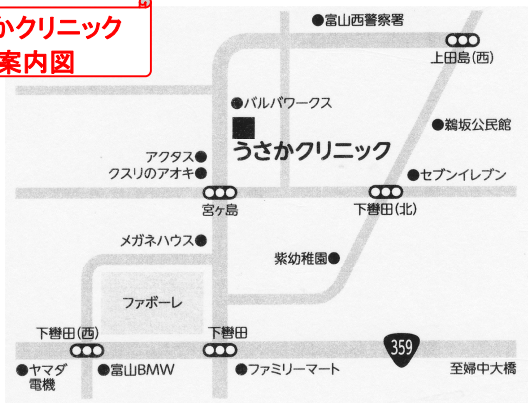 かクリニック
案内図
●富山西警察署
上田島(西)
●バルパワークス
●鵜坂公民館
うさかクリニック
アクタス●
クスリのアオキ●
●セブンイレブン
宮ヶ島
下轡田(北)
メガネハウス●
紫幼稚園●
ファボーレ
下轡田(西)
下轡田
359
●ヤマダ
電機
●富山BMW
●ファミリーマート
至婦中大橋